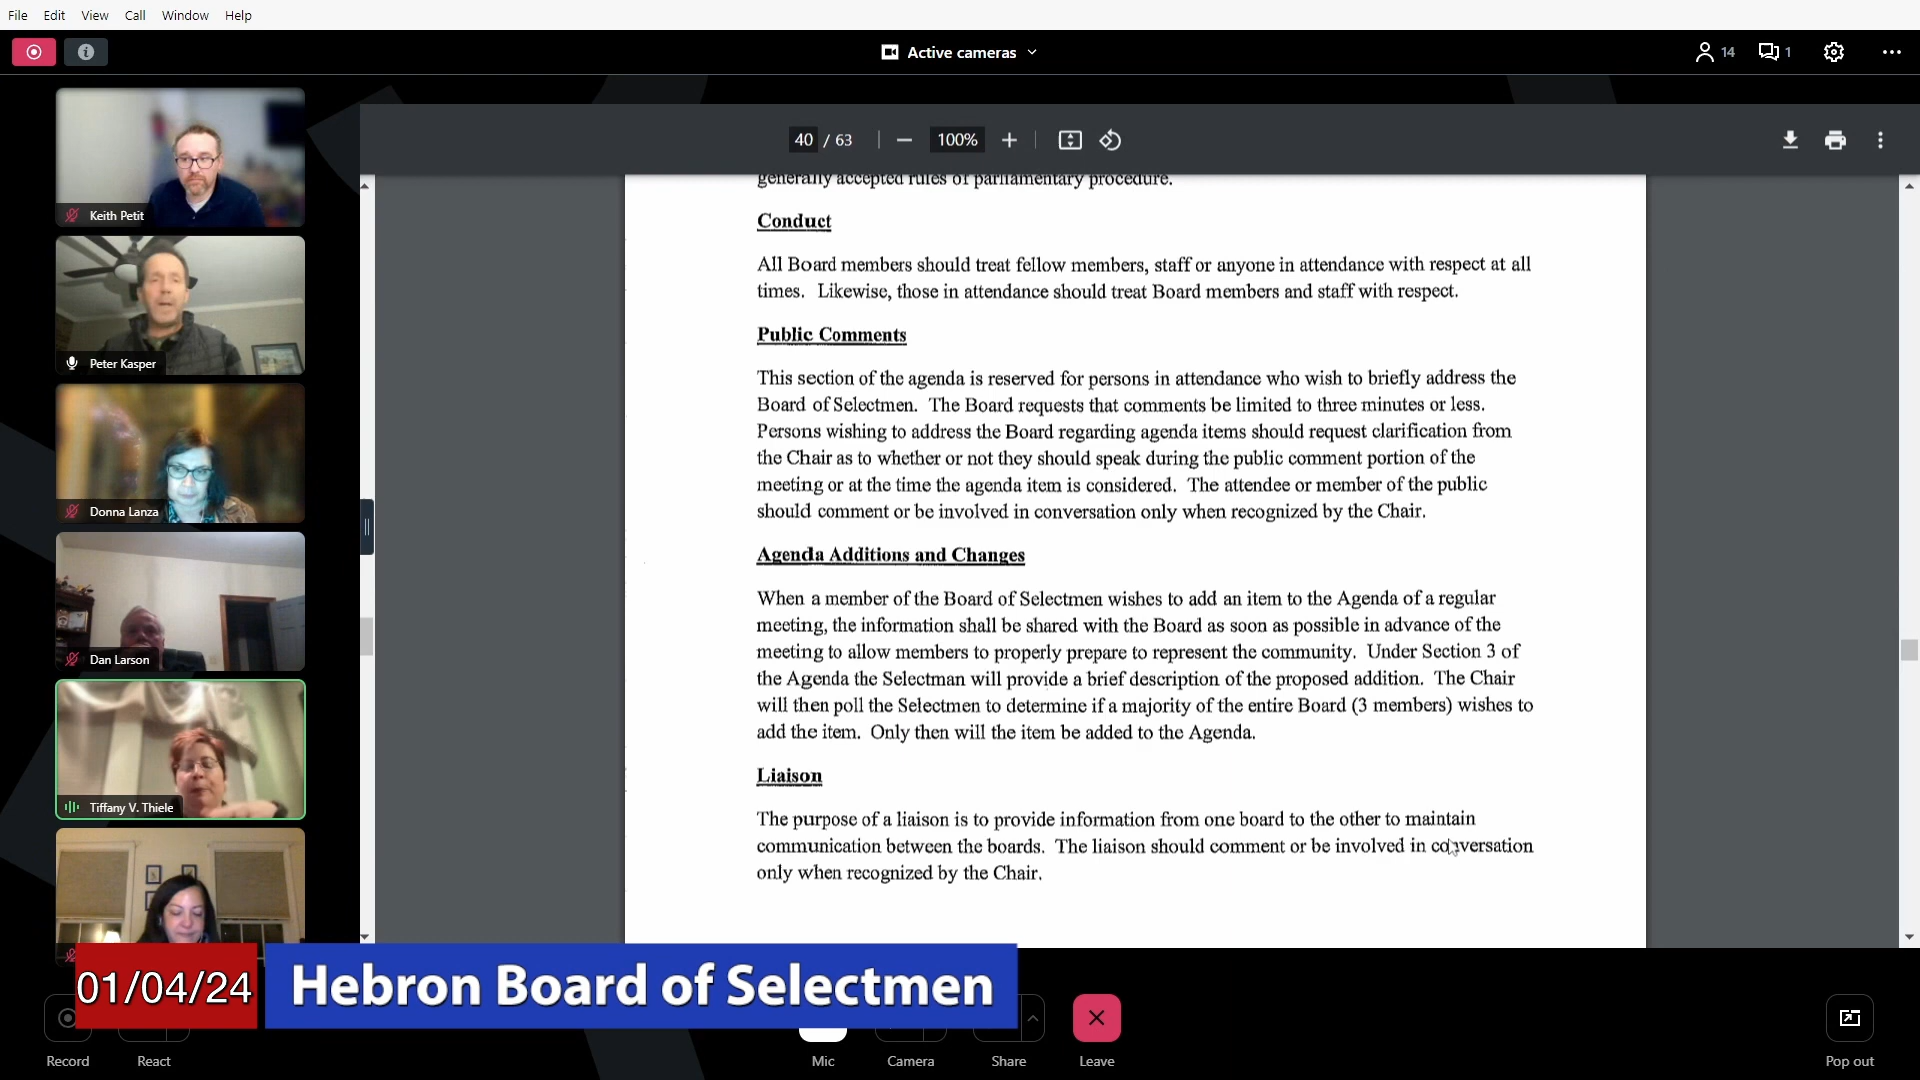 File Edit View Call Window Help
Active cameras
14
1
40 / 63
100%
Keith Petit
Peter Kasper
Donna Lanza
Dan Larson
Tiffany V. Thiele
generally accepted rules of parliamentary procedure.
Conduct
All Board members should treat fellow members, staff or anyone in attendance with respect at all
times. Likewise, those in attendance should treat Board members and staff with respect.
Public Comments
This section of the agenda is reserved for persons in attendance who wish to briefly address the
Board of Selectmen. The Board requests that comments be limited to three minutes or less.
Persons wishing to address the Board regarding agenda items should request clarification from
the Chair as to whether or not they should speak during the public comment portion of the
meeting or at the time the agenda item is considered. The attendee or member of the public
should comment or be involved in conversation only when recognized by the Chair.
Agenda Additions and Changes
When a member of the Board of Selectmen wishes to add an item to the Agenda of a regular
meeting, the information shall be shared with the Board as soon as possible in advance of the
meeting to allow members to properly prepare to represent the community. Under Section 3 of
the Agenda the Selectman will provide a brief description of the proposed addition. The Chair
will then poll the Selectmen to determine if a majority of the entire Board (3 members) wishes to
add the item. Only then will the item be added to the Agenda.
Liaison
The purpose of a liaison is to provide information from one board to the other to maintain
communication between the boards. The liaison should comment or be involved in conversation
only when recognized by the Chair.
01/04/24
Hebron Board of Selectmen
Record React Mic Camera Share Leave Pop out